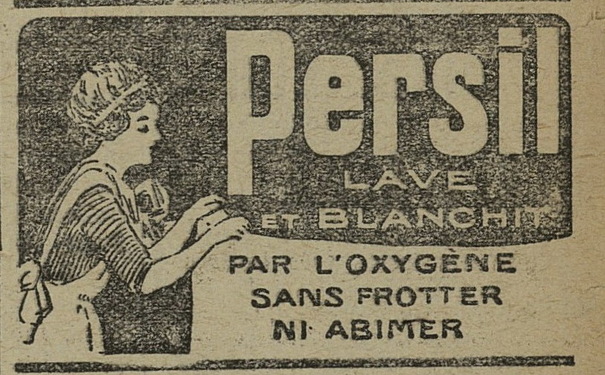 Persil
LAVE
ET BLANCHIT
PAR L'OXYGÈNE
SANS FROTTER
NI ABIMER